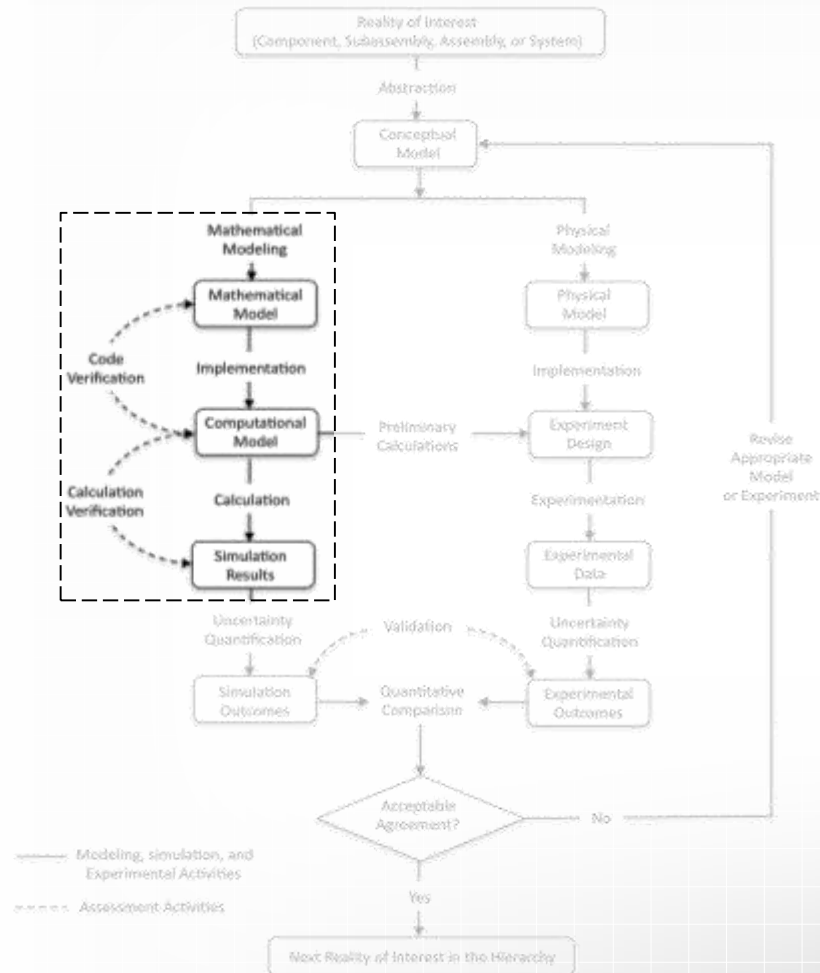 Reality of Interest
(Component, Subassembly, Assembly, or System)
Abstraction
Conceptual
Model
Mathematical
Modeling
Physical
Modeling
Mathematical
Model
Physical
Model
Code
Verification
Implementation
Implementation
Computational
Model
Preliminary
Calculations
Experiment
Design
Revise
Appropriate
Model
or Experiment
Calculation
Verification
Calculation
Experimentation
Simulation
Results
Experimental
Data
Uncertainty
Quantification
Validation
Uncertainty
Quantification
Simulation
Outcomes
Quantitative
Comparison
Experimental
Outcomes
Acceptable
Agreement?
No
Modeling, simulation, and
Experimental Activities
Assessment Activities
Yes
Next Reality of Interest in the Hierarchy